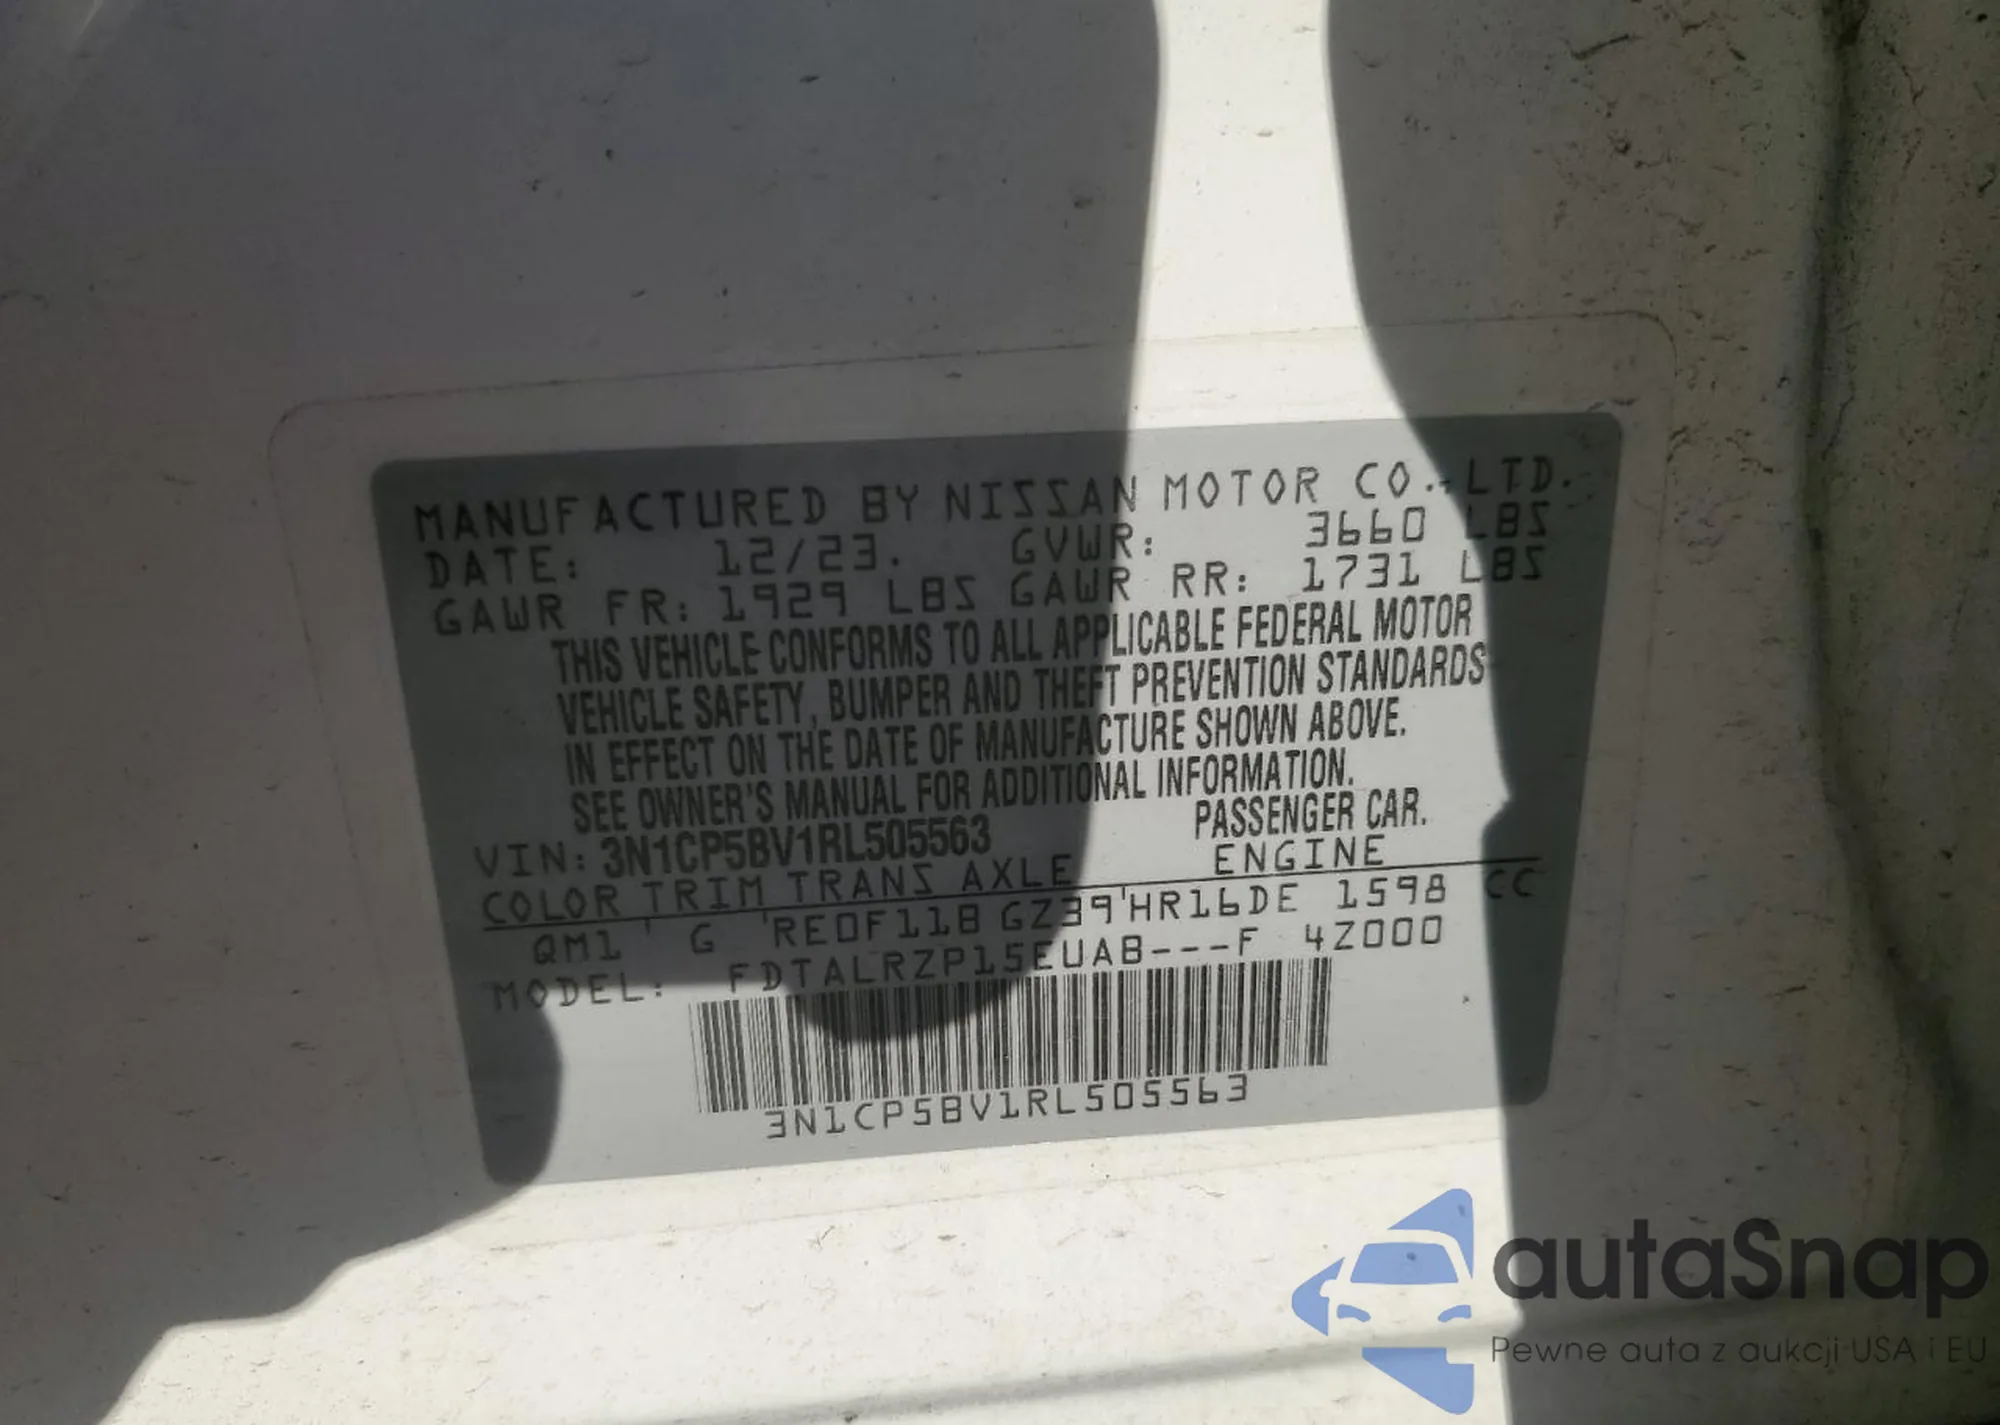 MANUFACTURED BY NISSAN MOTOR CO., LTD.
DATE: 12/23. GVWR: 3660 LBS
GAWR FR: 1929 LBS GAWR RR: 1731 LBS
THIS VEHICLE CONFORMS TO ALL APPLICABLE FEDERAL MOTOR
VEHICLE SAFETY, BUMPER AND THEFT PREVENTION STANDARDS
IN EFFECT ON THE DATE OF MANUFACTURE SHOWN ABOVE.
SEE OWNER'S MANUAL FOR ADDITIONAL INFORMATION.
VIN: 3N1CP5BV1RL505563 PASSENGER CAR.
COLOR TRIM TRANS AXLE ENGINE
QM1 ' G 'RE0F11B GZ39'HR16DE 1598 CC
MODEL: FDTALRZP15EUAB---F 4Z000
3N1CP5BV1RL505563
autaSnap
Pewne auta z aukcji USA i EU